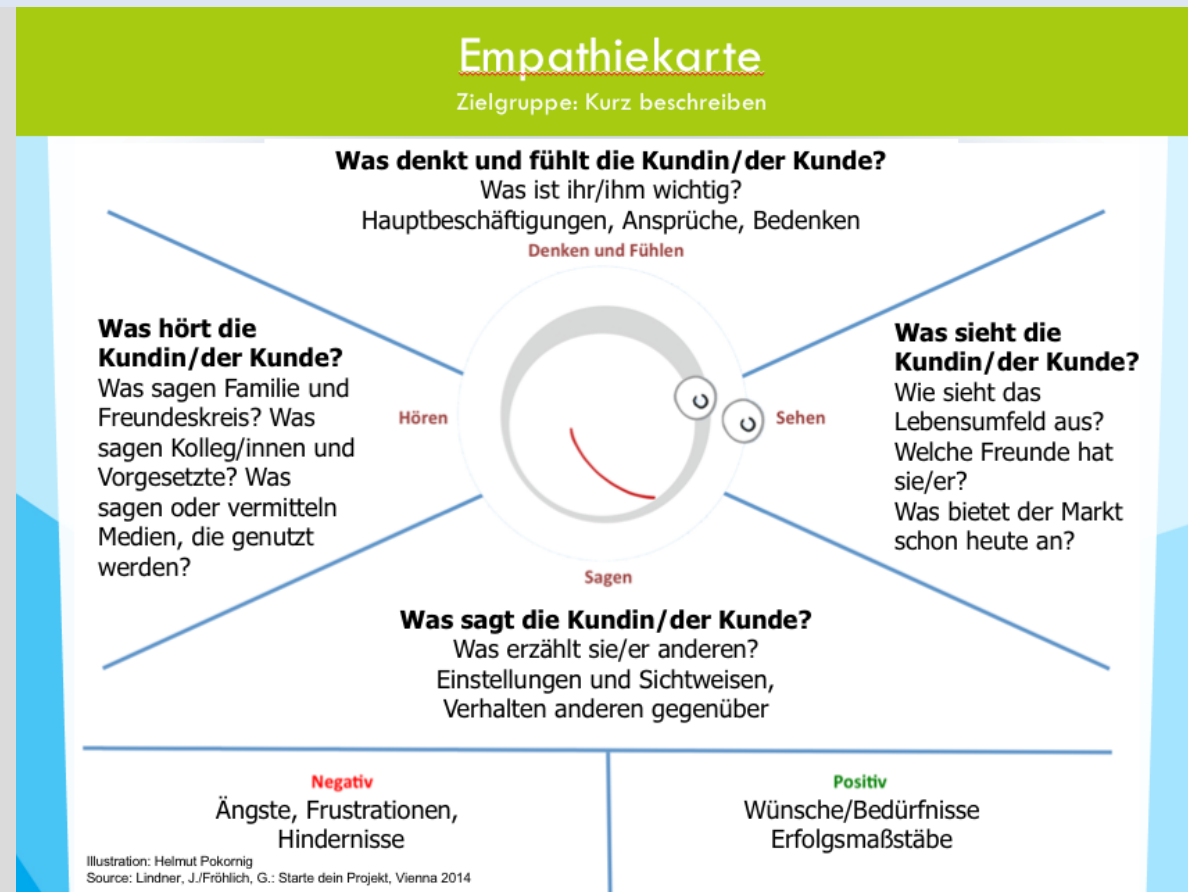 Empathiekarte
Zielgruppe: Kurz beschreiben
Was denkt und fühlt die Kundin/der Kunde?
Was ist ihr/ihm wichtig?
Hauptbeschäftigungen, Ansprüche, Bedenken
Denken und Fühlen
Was hört die
Kundin/der Kunde?
Was sagen Familie und
Freundeskreis? Was
sagen Kolleg/innen und
Vorgesetzte? Was
sagen oder vermitteln
Medien, die genutzt
werden?
Hören
Sehen
Was sieht die
Kundin/der Kunde?
Wie sieht das
Lebensumfeld aus?
Welche Freunde hat
sie/er?
Was bietet der Markt
schon heute an?
Sagen
Was sagt die Kundin/der Kunde?
Was erzählt sie/er anderen?
Einstellungen und Sichtweisen,
Verhalten anderen gegenüber
Negativ
Ängste, Frustrationen,
Hindernisse
Positiv
Wünsche/Bedürfnisse
Erfolgsmaßstäbe
Illustration: Helmut Pokornig
Source: Lindner, J./Fröhlich, G.: Starte dein Projekt, Vienna 2014